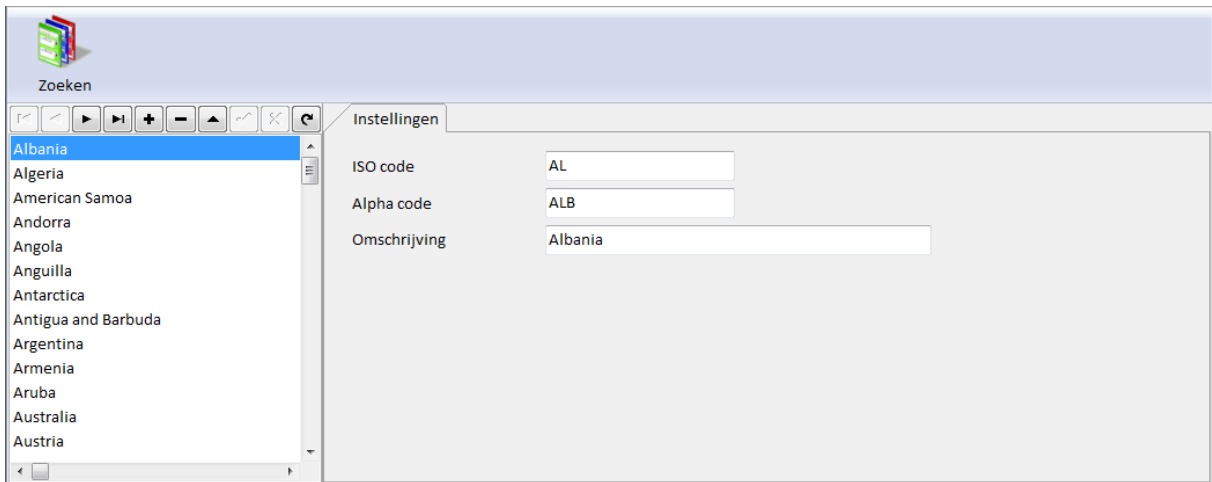 Zoeken
Instellingen
Albania
Algeria
American Samoa
Andorra
Angola
Anguilla
Antarctica
Antigua and Barbuda
Argentina
Armenia
Aruba
Australia
Austria
ISO code AL
Alpha code ALB
Omschrijving Albania